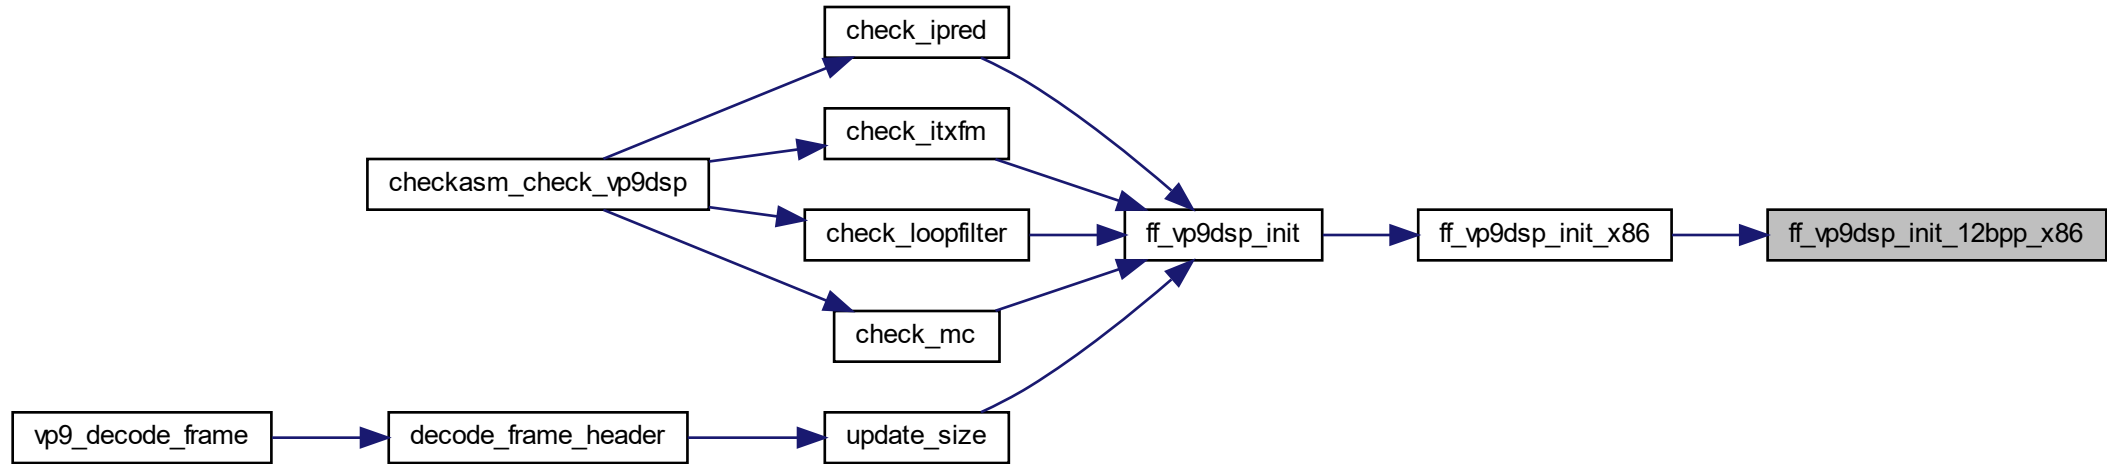 check_ipred
check_itxfm
checkasm_check_vp9dsp
check_loopfilter
ff_vp9dsp_init
ff_vp9dsp_init_x86
ff_vp9dsp_init_12bpp_x86
check_mc
vp9_decode_frame
decode_frame_header
update_size